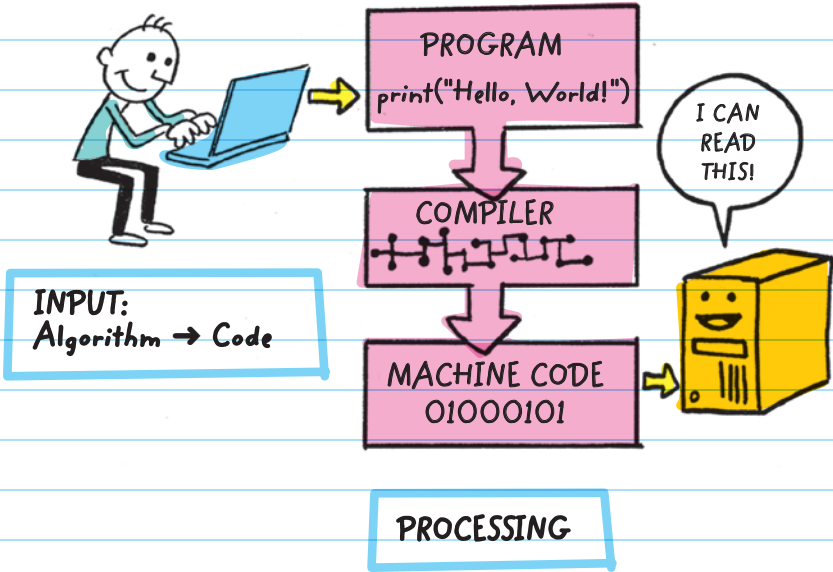 PROGRAM
print("Hello, World!")
I CAN
READ
THIS!
COMPILER
INPUT:
Algorithm → Code
MACHINE CODE
01000101
PROCESSING